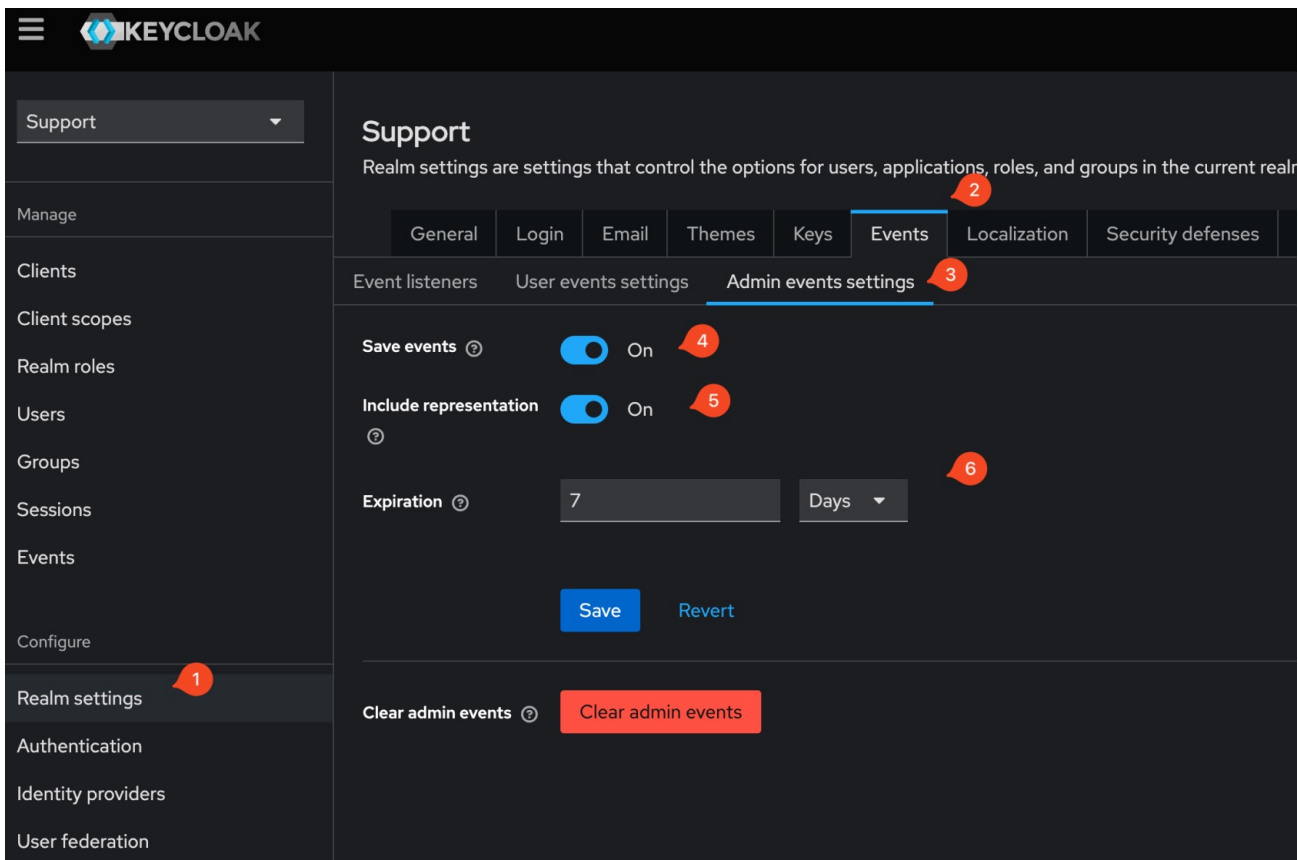 KEYCLOAK
Support
Manage
Clients
Client scopes
Realm roles
Users
Groups
Sessions
Events
Configure
Realm settings 1
Authentication
Identity providers
User federation
Support
Realm settings are settings that control the options for users, applications, roles, and groups in the current realm
2
General Login Email Themes Keys Events Localization Security defenses
Event listeners User events settings Admin events settings 3
Save events ? On 4
Include representation ? On 5
Expiration ? 7 Days 6
Save Revert
Clear admin events ? Clear admin events